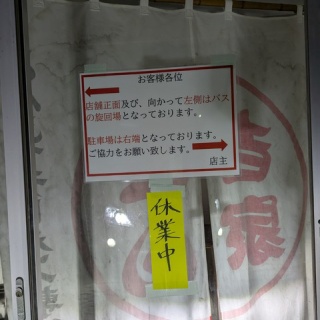 お客様各位
店舗正面及び、向かって左側はバス
の旋回場となっております。
駐車場は右端となっております。
ご協力をお願い致します。
店主
休業中